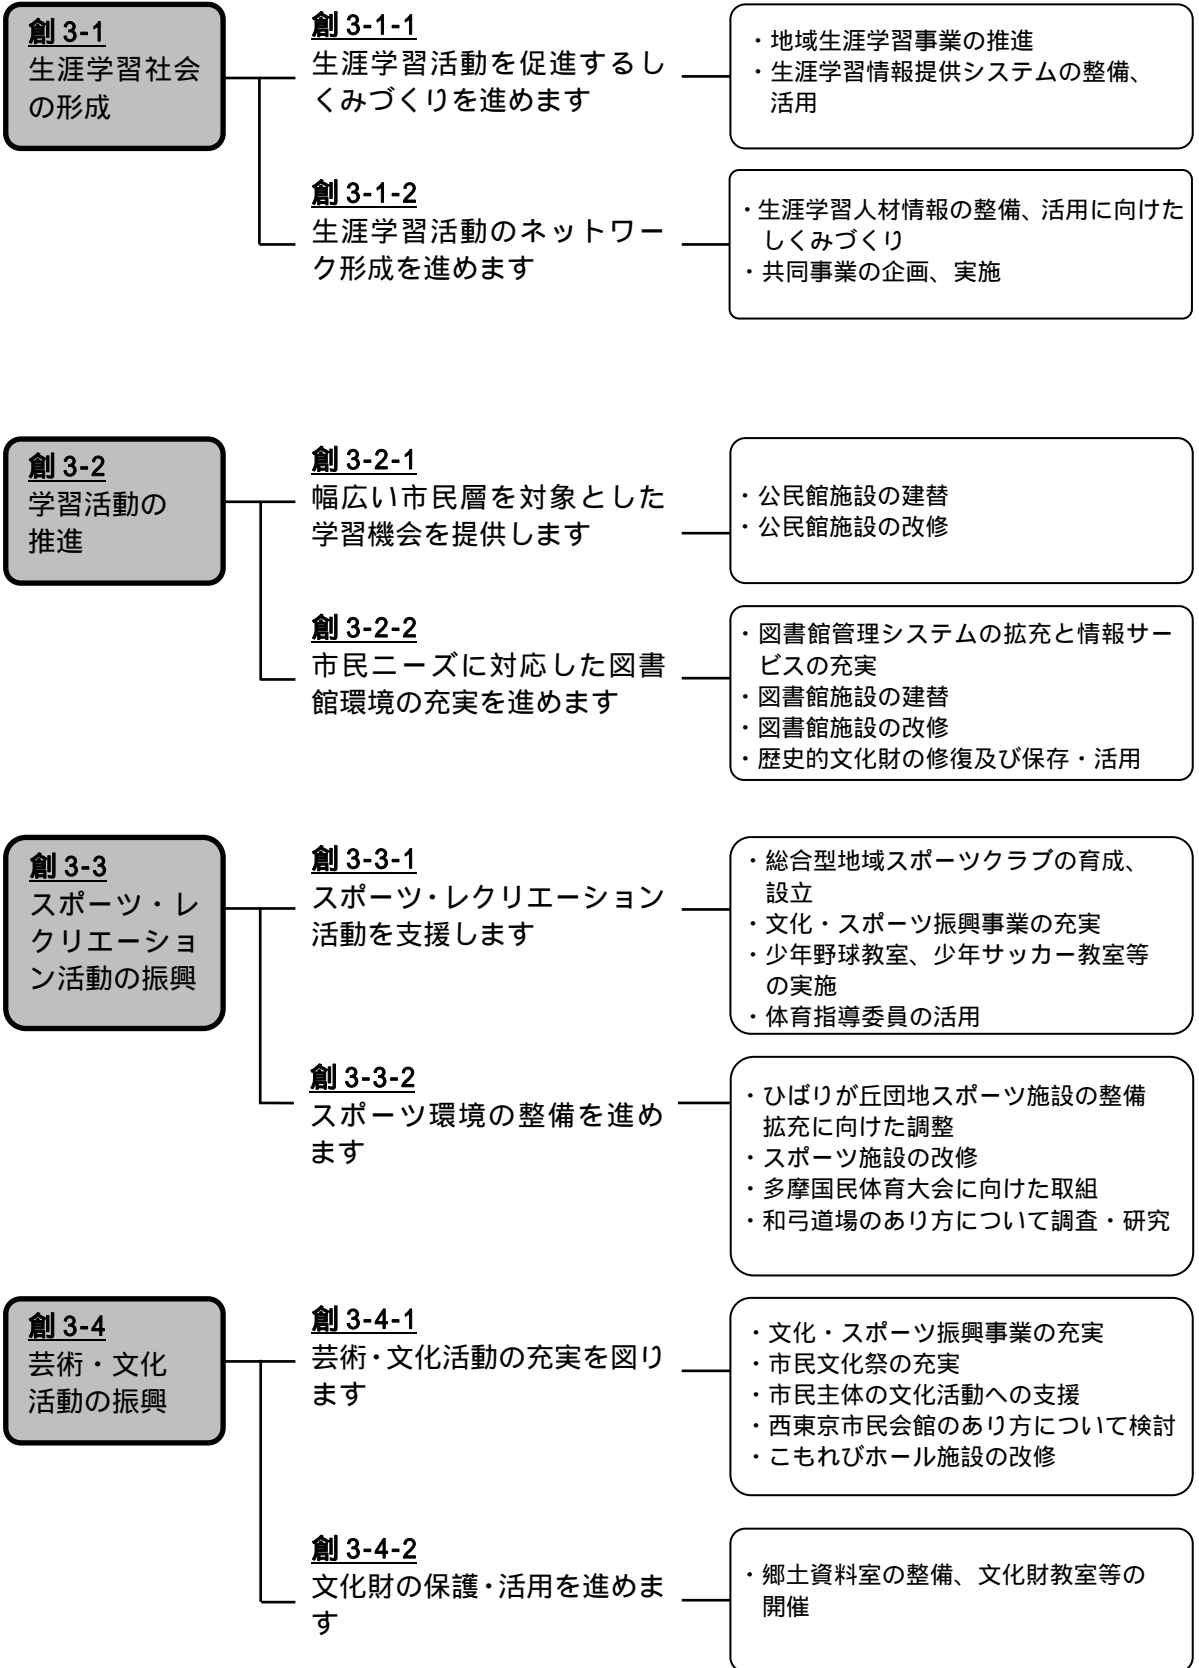 創 3-1
生涯学習社会
の形成
創 3-1-1
生涯学習活動を促進するし
くみづくりを進めます
・地域生涯学習事業の推進
・生涯学習情報提供システムの整備、
活用
創 3-1-2
生涯学習活動のネットワー
ク形成を進めます
・生涯学習人材情報の整備、活用に向けた
しくみづくり
・共同事業の企画、実施
創 3-2
学習活動の
推進
創 3-2-1
幅広い市民層を対象とした
学習機会を提供します
・公民館施設の建替
・公民館施設の改修
創 3-2-2
市民ニーズに対応した図書
館環境の充実を進めます
・図書館管理システムの拡充と情報サー
ビスの充実
・図書館施設の建替
・図書館施設の改修
・歴史的文化財の修復及び保存・活用
創 3-3
スポーツ・レ
クリエーショ
ン活動の振興
創 3-3-1
スポーツ・レクリエーション
活動を支援します
・総合型地域スポーツクラブの育成、
設立
・文化・スポーツ振興事業の充実
・少年野球教室、少年サッカー教室等
の実施
・体育指導委員の活用
創 3-3-2
スポーツ環境の整備を進め
ます
・ひばりが丘団地スポーツ施設の整備
拡充に向けた調整
・スポーツ施設の改修
・多摩国民体育大会に向けた取組
・和弓道場のあり方について調査・研究
創 3-4
芸術・文化
活動の振興
創 3-4-1
芸術・文化活動の充実を図り
ます
・文化・スポーツ振興事業の充実
・市民文化祭の充実
・市民主体の文化活動への支援
・西東京市民会館のあり方について検討
・こもれびホール施設の改修
創 3-4-2
文化財の保護・活用を進めま
す
・郷土資料室の整備、文化財教室等の
開催